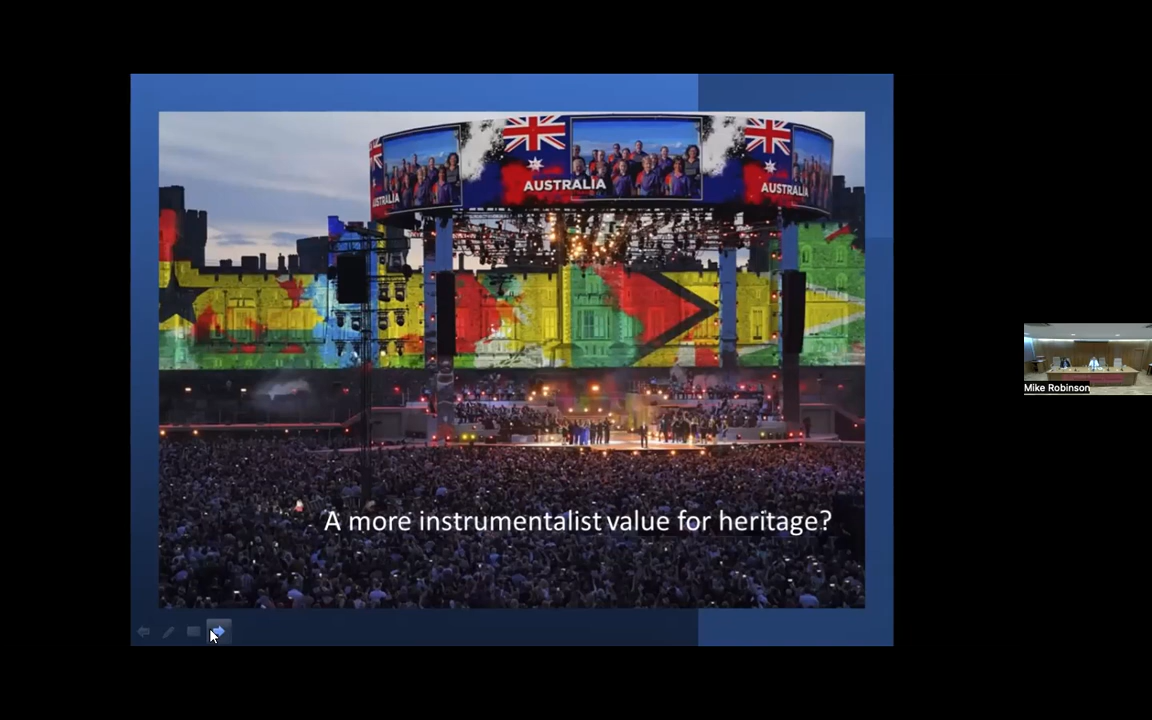 AUSTRALIA
AUSTRALIA
AUSTRALIA
A more instrumentalist value for heritage?
Mike Robinson